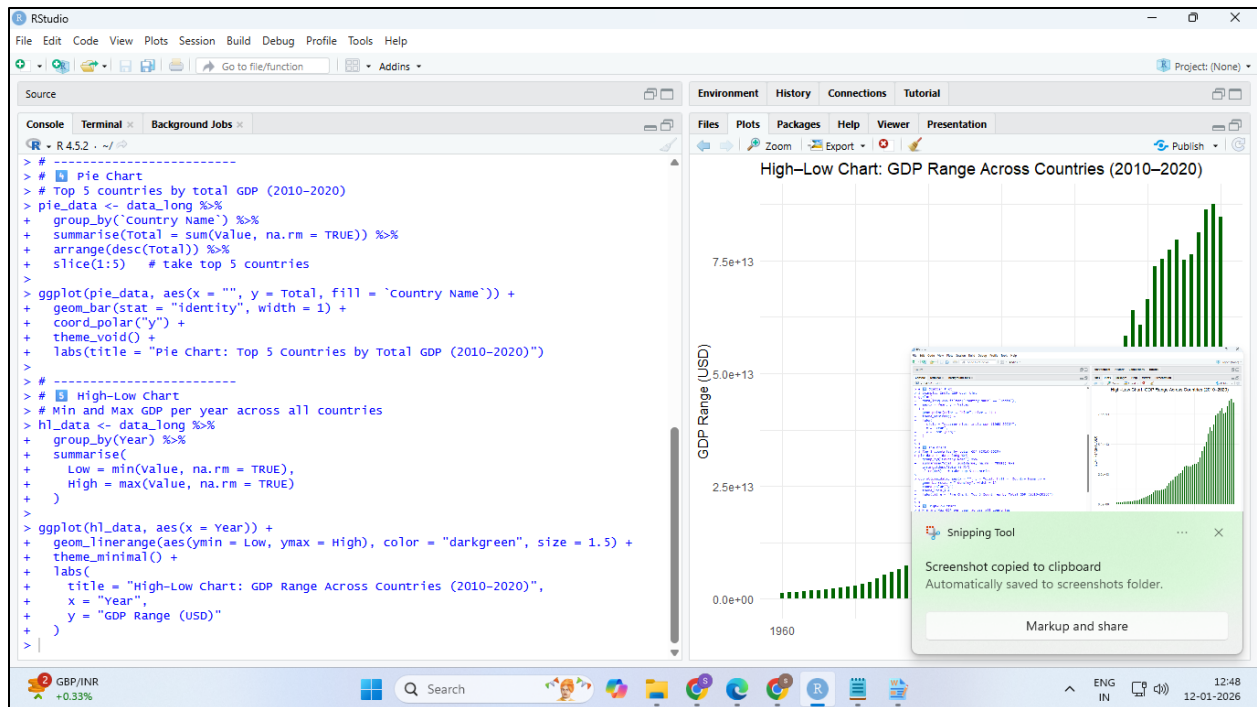 RStudio
File Edit Code View Plots Session Build Debug Profile Tools Help
Go to file/function
Addins
Project: (None)
Source
Console Terminal Background Jobs
R 4.5.2 · ~/
> # -------------------------
> # 4️⃣ Pie Chart
> # Top 5 countries by total GDP (2010–2020)
> pie_data <- data_long %>%
+   group_by(`Country Name`) %>%
+   summarise(Total = sum(Value, na.rm = TRUE)) %>%
+   arrange(desc(Total)) %>%
+   slice(1:5)   # take top 5 countries
>
> ggplot(pie_data, aes(x = "", y = Total, fill = `Country Name`)) +
+   geom_bar(stat = "identity", width = 1) +
+   coord_polar("y") +
+   theme_void() +
+   labs(title = "Pie Chart: Top 5 Countries by Total GDP (2010–2020)")
>
> # -------------------------
> # 5️⃣ High–Low Chart
> # Min and Max GDP per year across all countries
> hl_data <- data_long %>%
+   group_by(Year) %>%
+   summarise(
+     Low = min(Value, na.rm = TRUE),
+     High = max(Value, na.rm = TRUE)
+   )
>
> ggplot(hl_data, aes(x = Year)) +
+   geom_linerange(aes(ymin = Low, ymax = High), color = "darkgreen", size = 1.5) +
+   theme_minimal() +
+   labs(
+     title = "High–Low Chart: GDP Range Across Countries (2010–2020)",
+     x = "Year",
+     y = "GDP Range (USD)"
+   )
>
Environment History Connections Tutorial
Files Plots Packages Help Viewer Presentation
Zoom Export Publish
High–Low Chart: GDP Range Across Countries (2010–2020)
GDP Range (USD)
7.5e+13
5.0e+13
2.5e+13
0.0e+00
1960
Snipping Tool
Screenshot copied to clipboard
Automatically saved to screenshots folder.
Markup and share
2
GBP/INR
+0.33%
Search
ENG
IN
12:48
12-01-2026